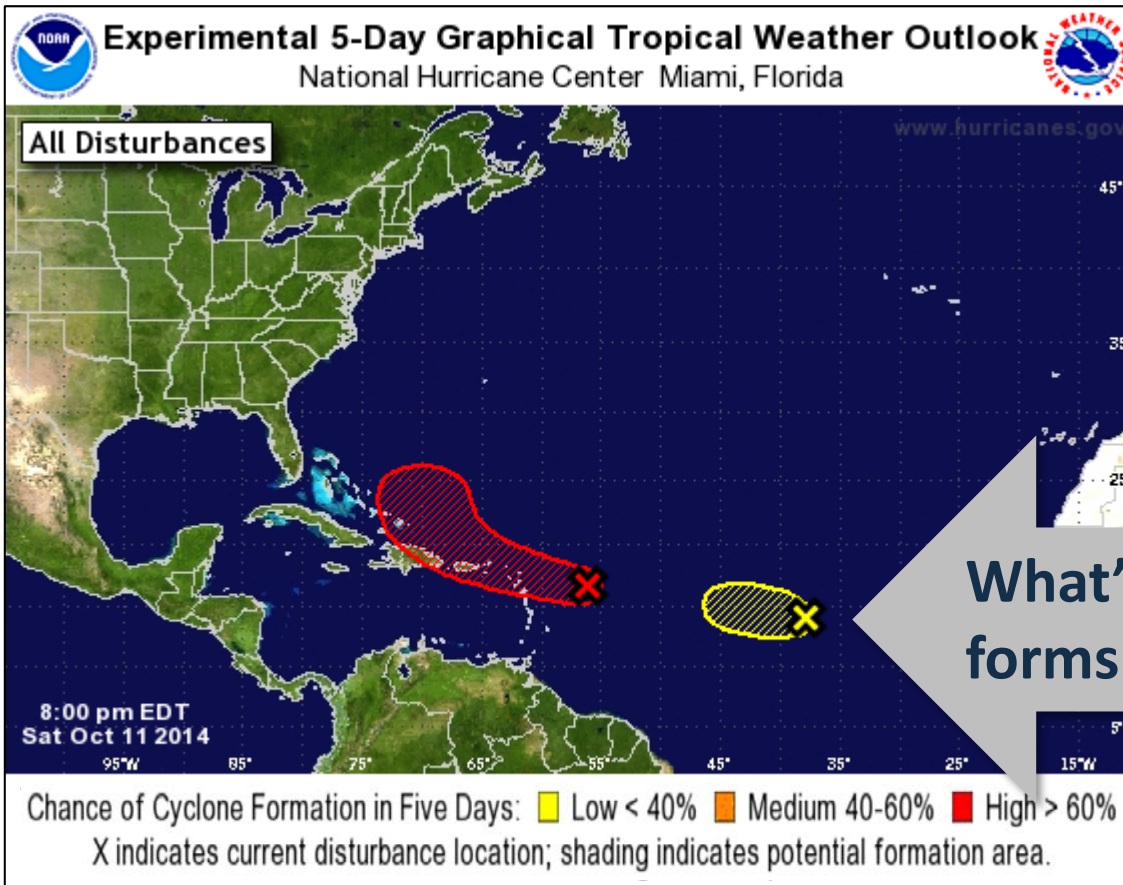 NOAA
Experimental 5-Day Graphical Tropical Weather Outlook
National Hurricane Center Miami, Florida
All Disturbances
www.hurricanes.gov
45°
35
25
What'
forms
5°
8:00 pm EDT
Sat Oct 11 2014
95°W 85° 75° 65° 55° 45° 35° 25° 15°W
Chance of Cyclone Formation in Five Days: Low < 40% Medium 40-60% High > 60%
X indicates current disturbance location; shading indicates potential formation area.